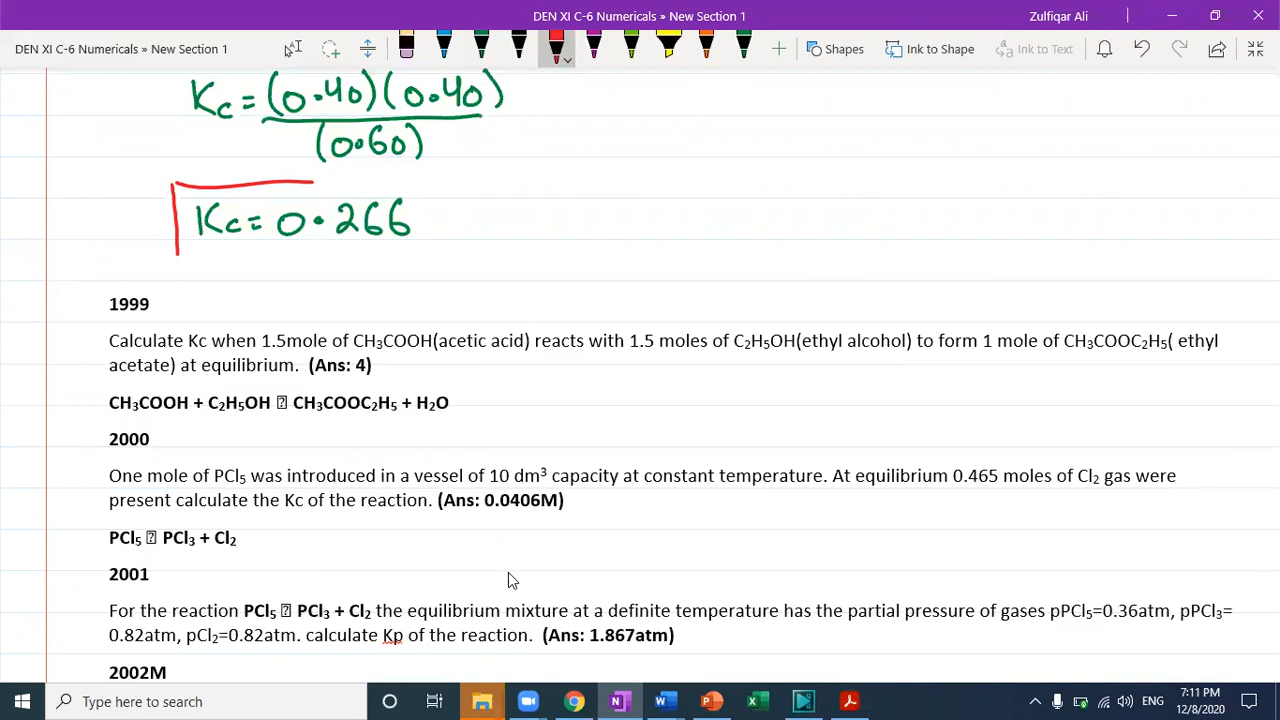 DEN XI C-6 Numericals » New Section 1
Zulfiqar Ali
DEN XI C-6 Numericals » New Section 1
Shapes
Ink to Shape
Ink to Text
Kc = (0.40)(0.40)
(0.60)
Kc = 0.266
1999
Calculate Kc when 1.5mole of CH₃COOH(acetic acid) reacts with 1.5 moles of C₂H₅OH(ethyl alcohol) to form 1 mole of CH₃COOC₂H₅( ethyl
acetate) at equilibrium. (Ans: 4)
CH₃COOH + C₂H₅OH ⍰ CH₃COOC₂H₅ + H₂O
2000
One mole of PCl₅ was introduced in a vessel of 10 dm³ capacity at constant temperature. At equilibrium 0.465 moles of Cl₂ gas were
present calculate the Kc of the reaction. (Ans: 0.0406M)
PCl₅ ⍰ PCl₃ + Cl₂
2001
For the reaction PCl₅ ⍰ PCl₃ + Cl₂ the equilibrium mixture at a definite temperature has the partial pressure of gases pPCl₅=0.36atm, pPCl₃=
0.82atm, pCl₂=0.82atm. calculate Kp of the reaction. (Ans: 1.867atm)
2002M
Type here to search
ENG
7:11 PM
12/8/2020